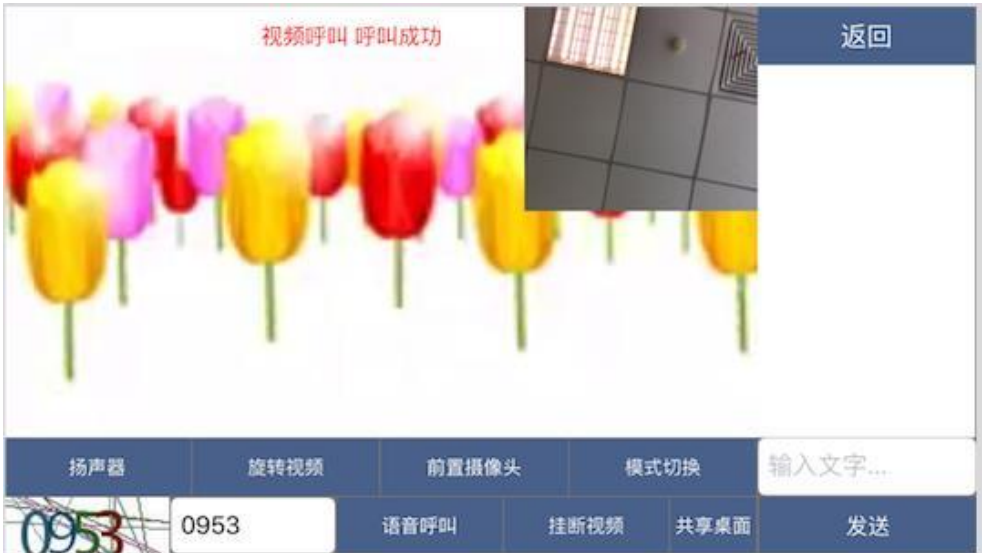 视频呼叫 呼叫成功
返回
扬声器
旋转视频
前置摄像头
模式切换
输入文字...
0953
0953
语音呼叫
挂断视频
共享桌面
发送